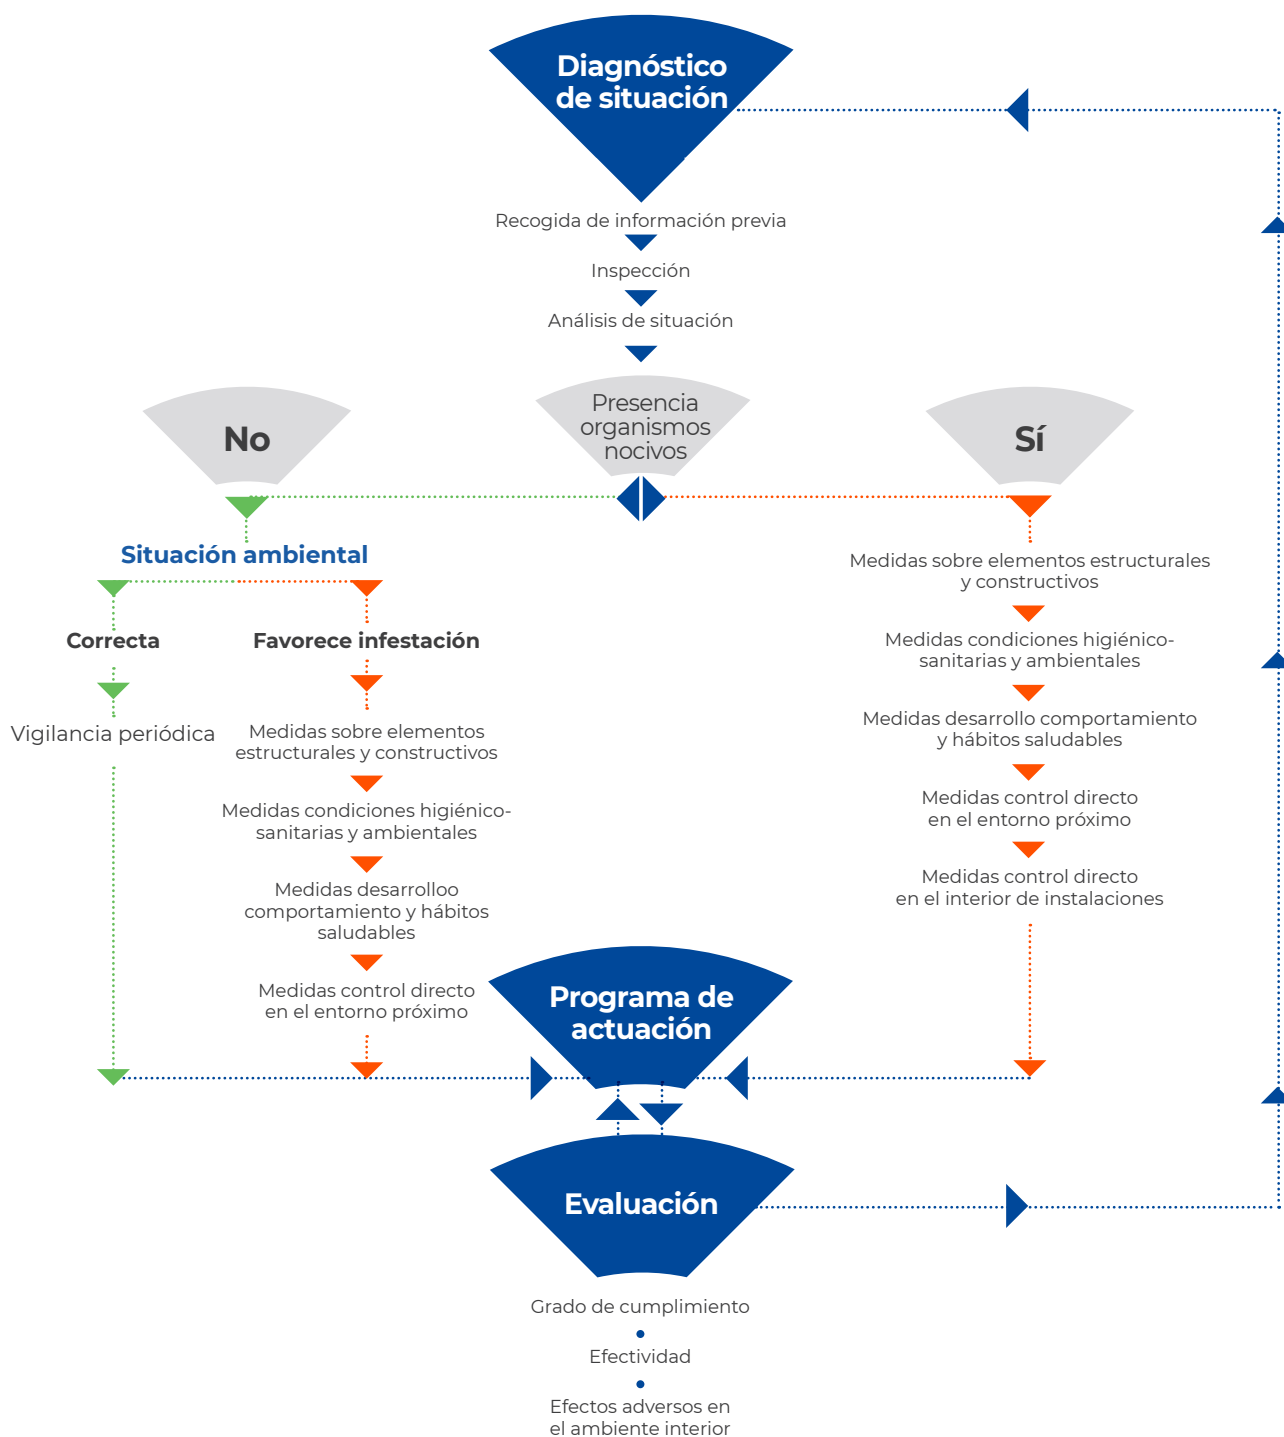 Diagnóstico
de situación
Recogida de información previa
Inspección
Análisis de situación
Presencia
organismos
nocivos
No
Sí
Situación ambiental
Correcta
Favorece infestación
Vigilancia periódica
Medidas sobre elementos
estructurales y constructivos
Medidas condiciones higiénico-
sanitarias y ambientales
Medidas desarrolloo
comportamiento y hábitos
saludables
Medidas control directo
en el entorno próximo
Medidas sobre elementos estructurales
y constructivos
Medidas condiciones higiénico-
sanitarias y ambientales
Medidas desarrollo comportamiento
y hábitos saludables
Medidas control directo
en el entorno próximo
Medidas control directo
en el interior de instalaciones
Programa de
actuación
Evaluación
Grado de cumplimiento
Efectividad
Efectos adversos en
el ambiente interior